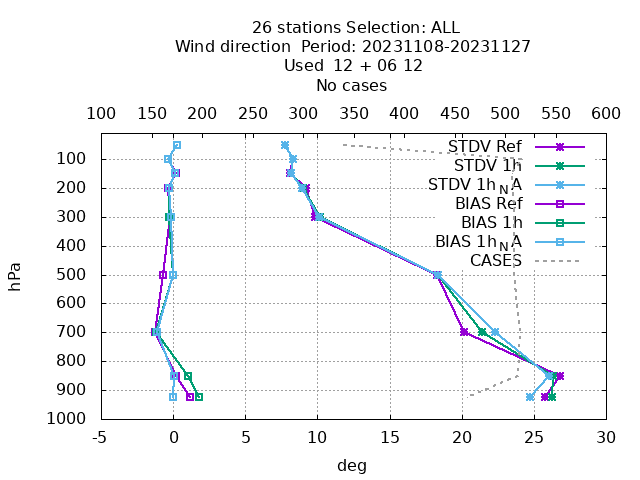 26 stations Selection: ALL
Wind direction  Period: 20231108-20231127
Used  12 + 06 12
No cases
100 150 200 250 300 350 400 450 500 550 600
STDV Ref
STDV 1h
STDV 1hNA
BIAS Ref
BIAS 1h
BIAS 1hNA
CASES
hPa
100
200
300
400
500
600
700
800
900
1000
-5 0 5 10 15 20 25 30
deg